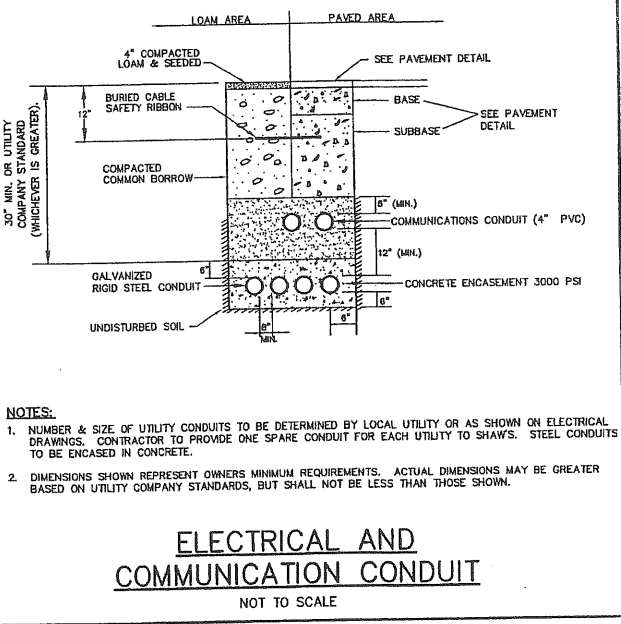 LOAM AREA
PAVED AREA
4" COMPACTED
LOAM & SEEDED
SEE PAVEMENT DETAIL
BURIED CABLE
SAFETY RIBBON
12"
BASE
SEE PAVEMENT
DETAIL
SUBBASE
30" MIN. OR UTILITY
COMPANY STANDARD
(WHICHEVER IS GREATER).
COMPACTED
COMMON BORROW
6" (MIN.)
COMMUNICATIONS CONDUIT (4" PVC)
12" (MIN.)
6"
GALVANIZED
RIGID STEEL CONDUIT
CONCRETE ENCASEMENT 3000 PSI
6"
6"
UNDISTURBED SOIL
MIN.
NOTES:
1. NUMBER & SIZE OF UTILITY CONDUITS TO BE DETERMINED BY LOCAL UTILITY OR AS SHOWN ON ELECTRICAL
DRAWINGS. CONTRACTOR TO PROVIDE ONE SPARE CONDUIT FOR EACH UTILITY TO SHAW'S. STEEL CONDUITS
TO BE ENCASED IN CONCRETE.
2. DIMENSIONS SHOWN REPRESENT OWNERS MINIMUM REQUIREMENTS. ACTUAL DIMENSIONS MAY BE GREATER
BASED ON UTILITY COMPANY STANDARDS, BUT SHALL NOT BE LESS THAN THOSE SHOWN.
ELECTRICAL AND
COMMUNICATION CONDUIT
NOT TO SCALE